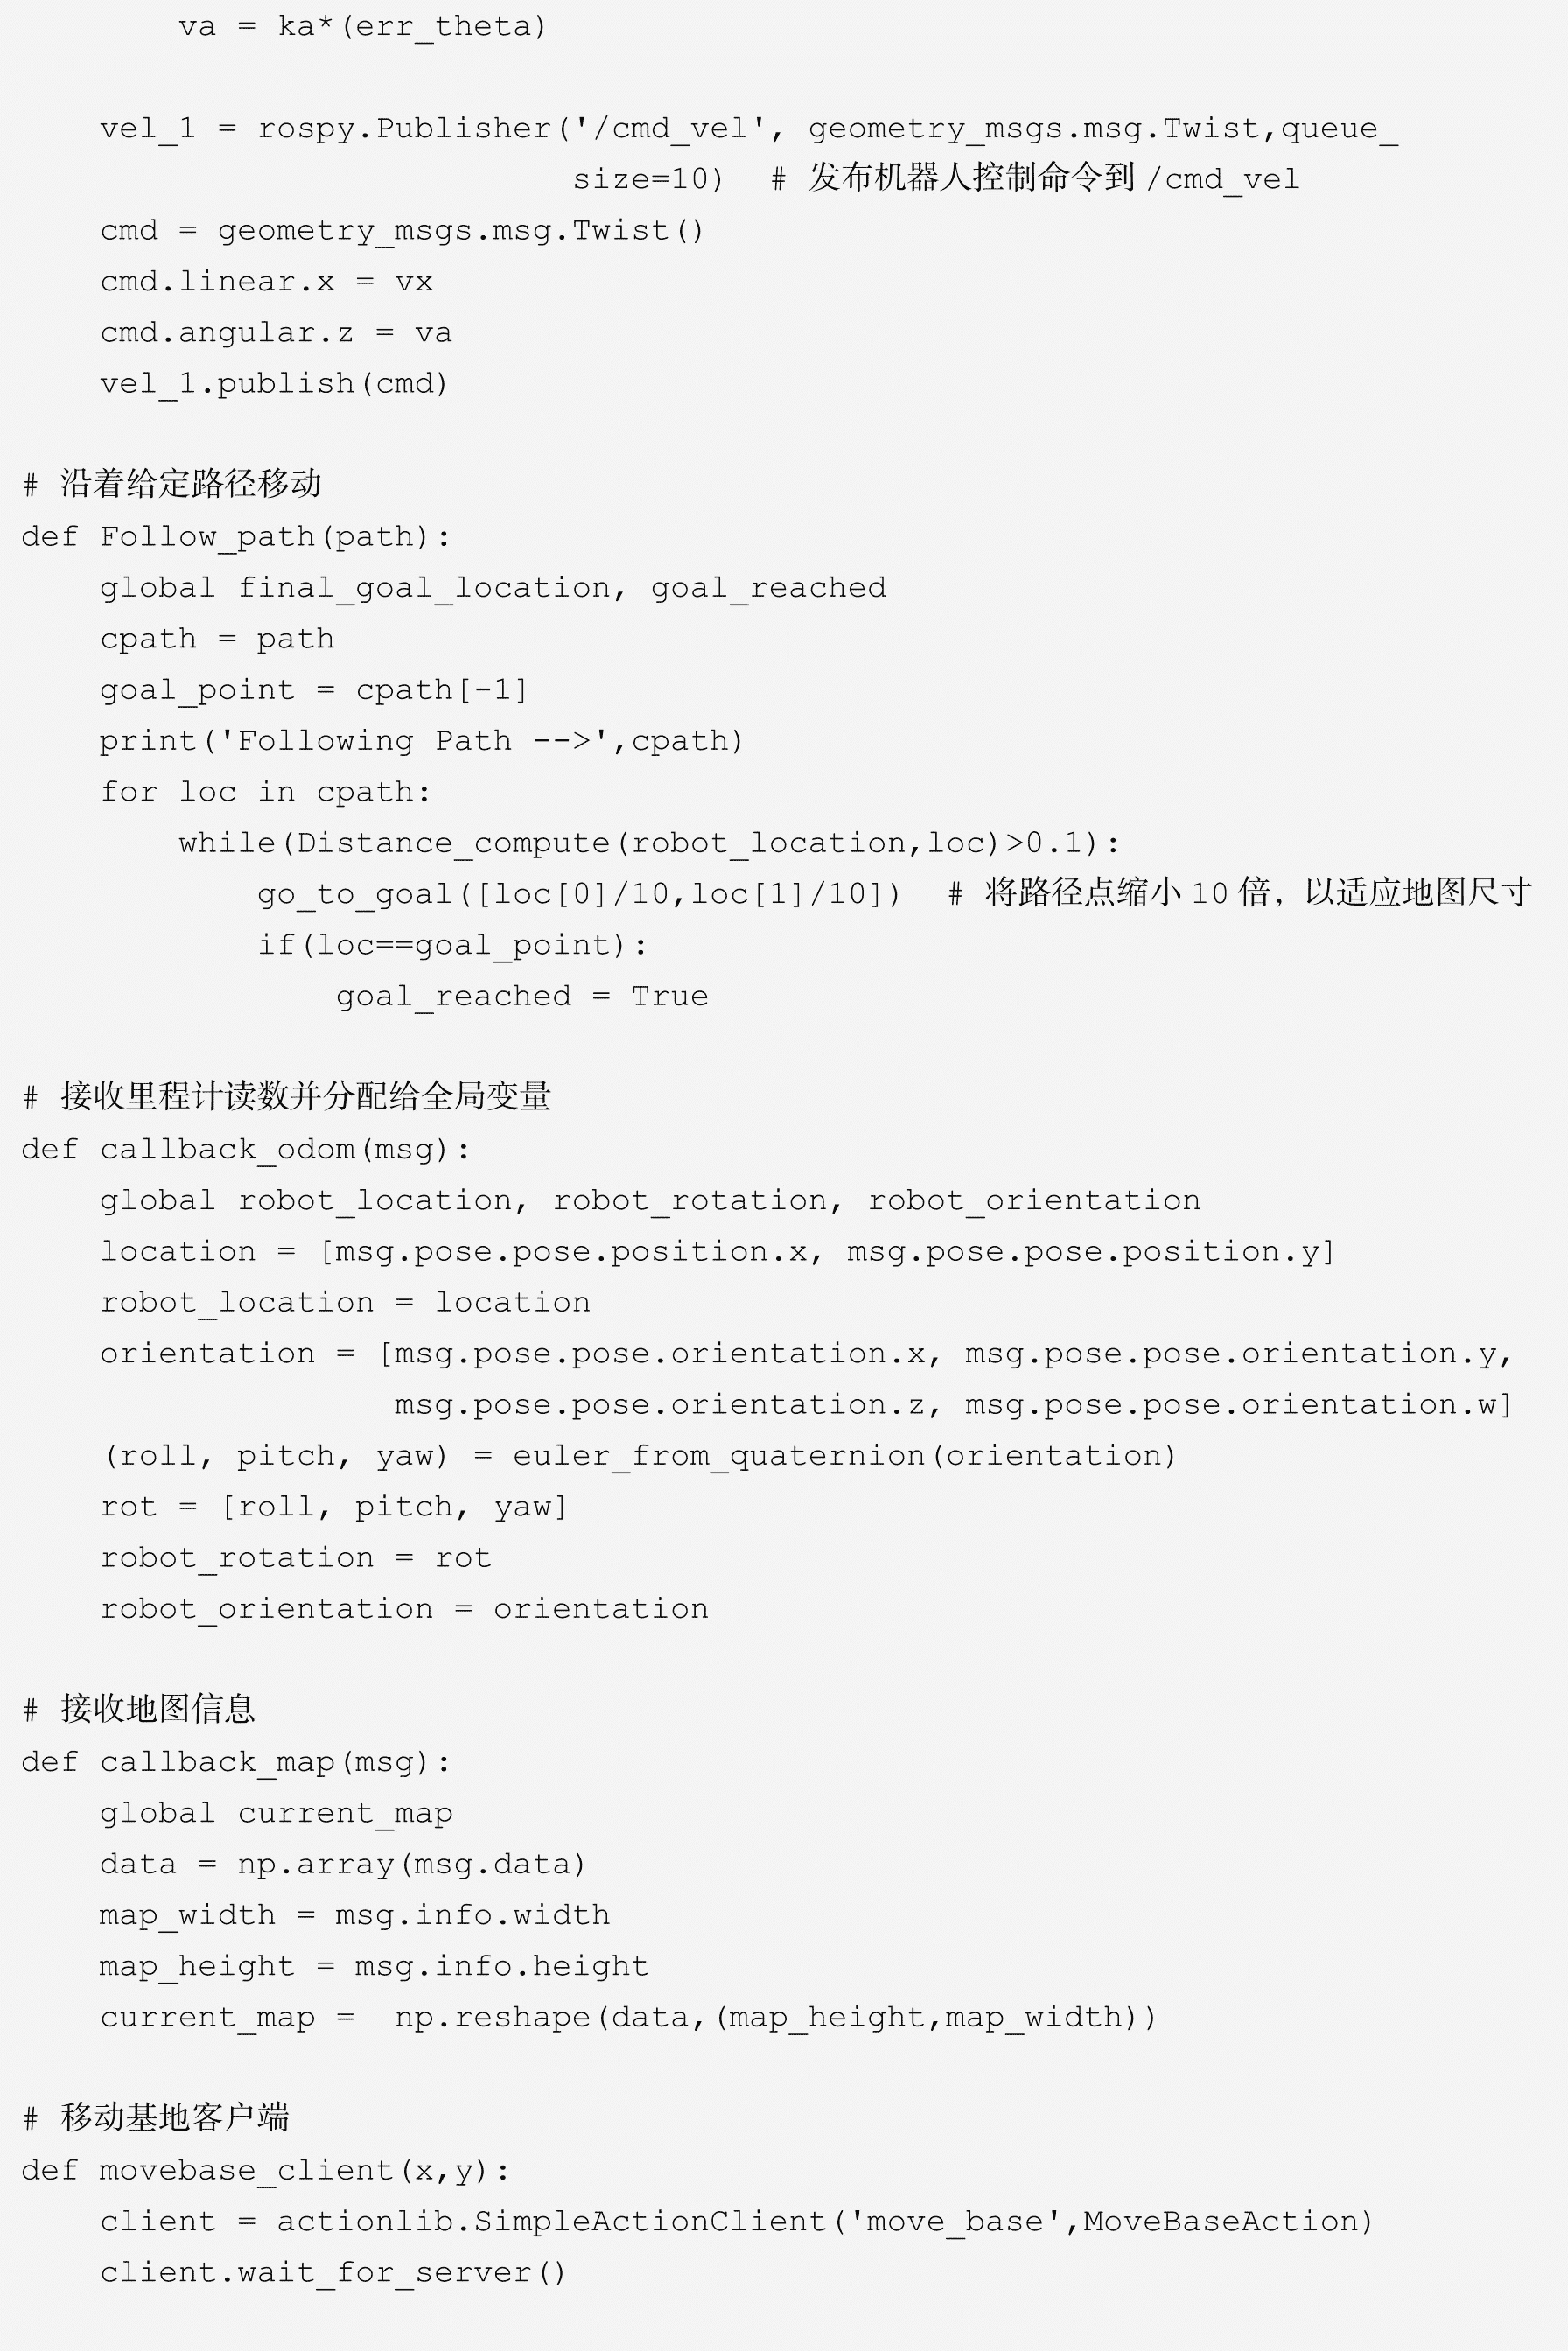 va = ka*(err_theta)

    vel_1 = rospy.Publisher('/cmd_vel', geometry_msgs.msg.Twist,queue_
                            size=10)  # 发布机器人控制命令到 /cmd_vel
    cmd = geometry_msgs.msg.Twist()
    cmd.linear.x = vx
    cmd.angular.z = va
    vel_1.publish(cmd)

# 沿着给定路径移动
def Follow_path(path):
    global final_goal_location, goal_reached
    cpath = path
    goal_point = cpath[-1]
    print('Following Path -->',cpath)
    for loc in cpath:
        while(Distance_compute(robot_location,loc)>0.1):
            go_to_goal([loc[0]/10,loc[1]/10])  # 将路径点缩小 10 倍，以适应地图尺寸
            if(loc==goal_point):
                goal_reached = True

# 接收里程计读数并分配给全局变量
def callback_odom(msg):
    global robot_location, robot_rotation, robot_orientation
    location = [msg.pose.pose.position.x, msg.pose.pose.position.y]
    robot_location = location
    orientation = [msg.pose.pose.orientation.x, msg.pose.pose.orientation.y,
                   msg.pose.pose.orientation.z, msg.pose.pose.orientation.w]
    (roll, pitch, yaw) = euler_from_quaternion(orientation)
    rot = [roll, pitch, yaw]
    robot_rotation = rot
    robot_orientation = orientation

# 接收地图信息
def callback_map(msg):
    global current_map
    data = np.array(msg.data)
    map_width = msg.info.width
    map_height = msg.info.height
    current_map =  np.reshape(data,(map_height,map_width))

# 移动基地客户端
def movebase_client(x,y):
    client = actionlib.SimpleActionClient('move_base',MoveBaseAction)
    client.wait_for_server()